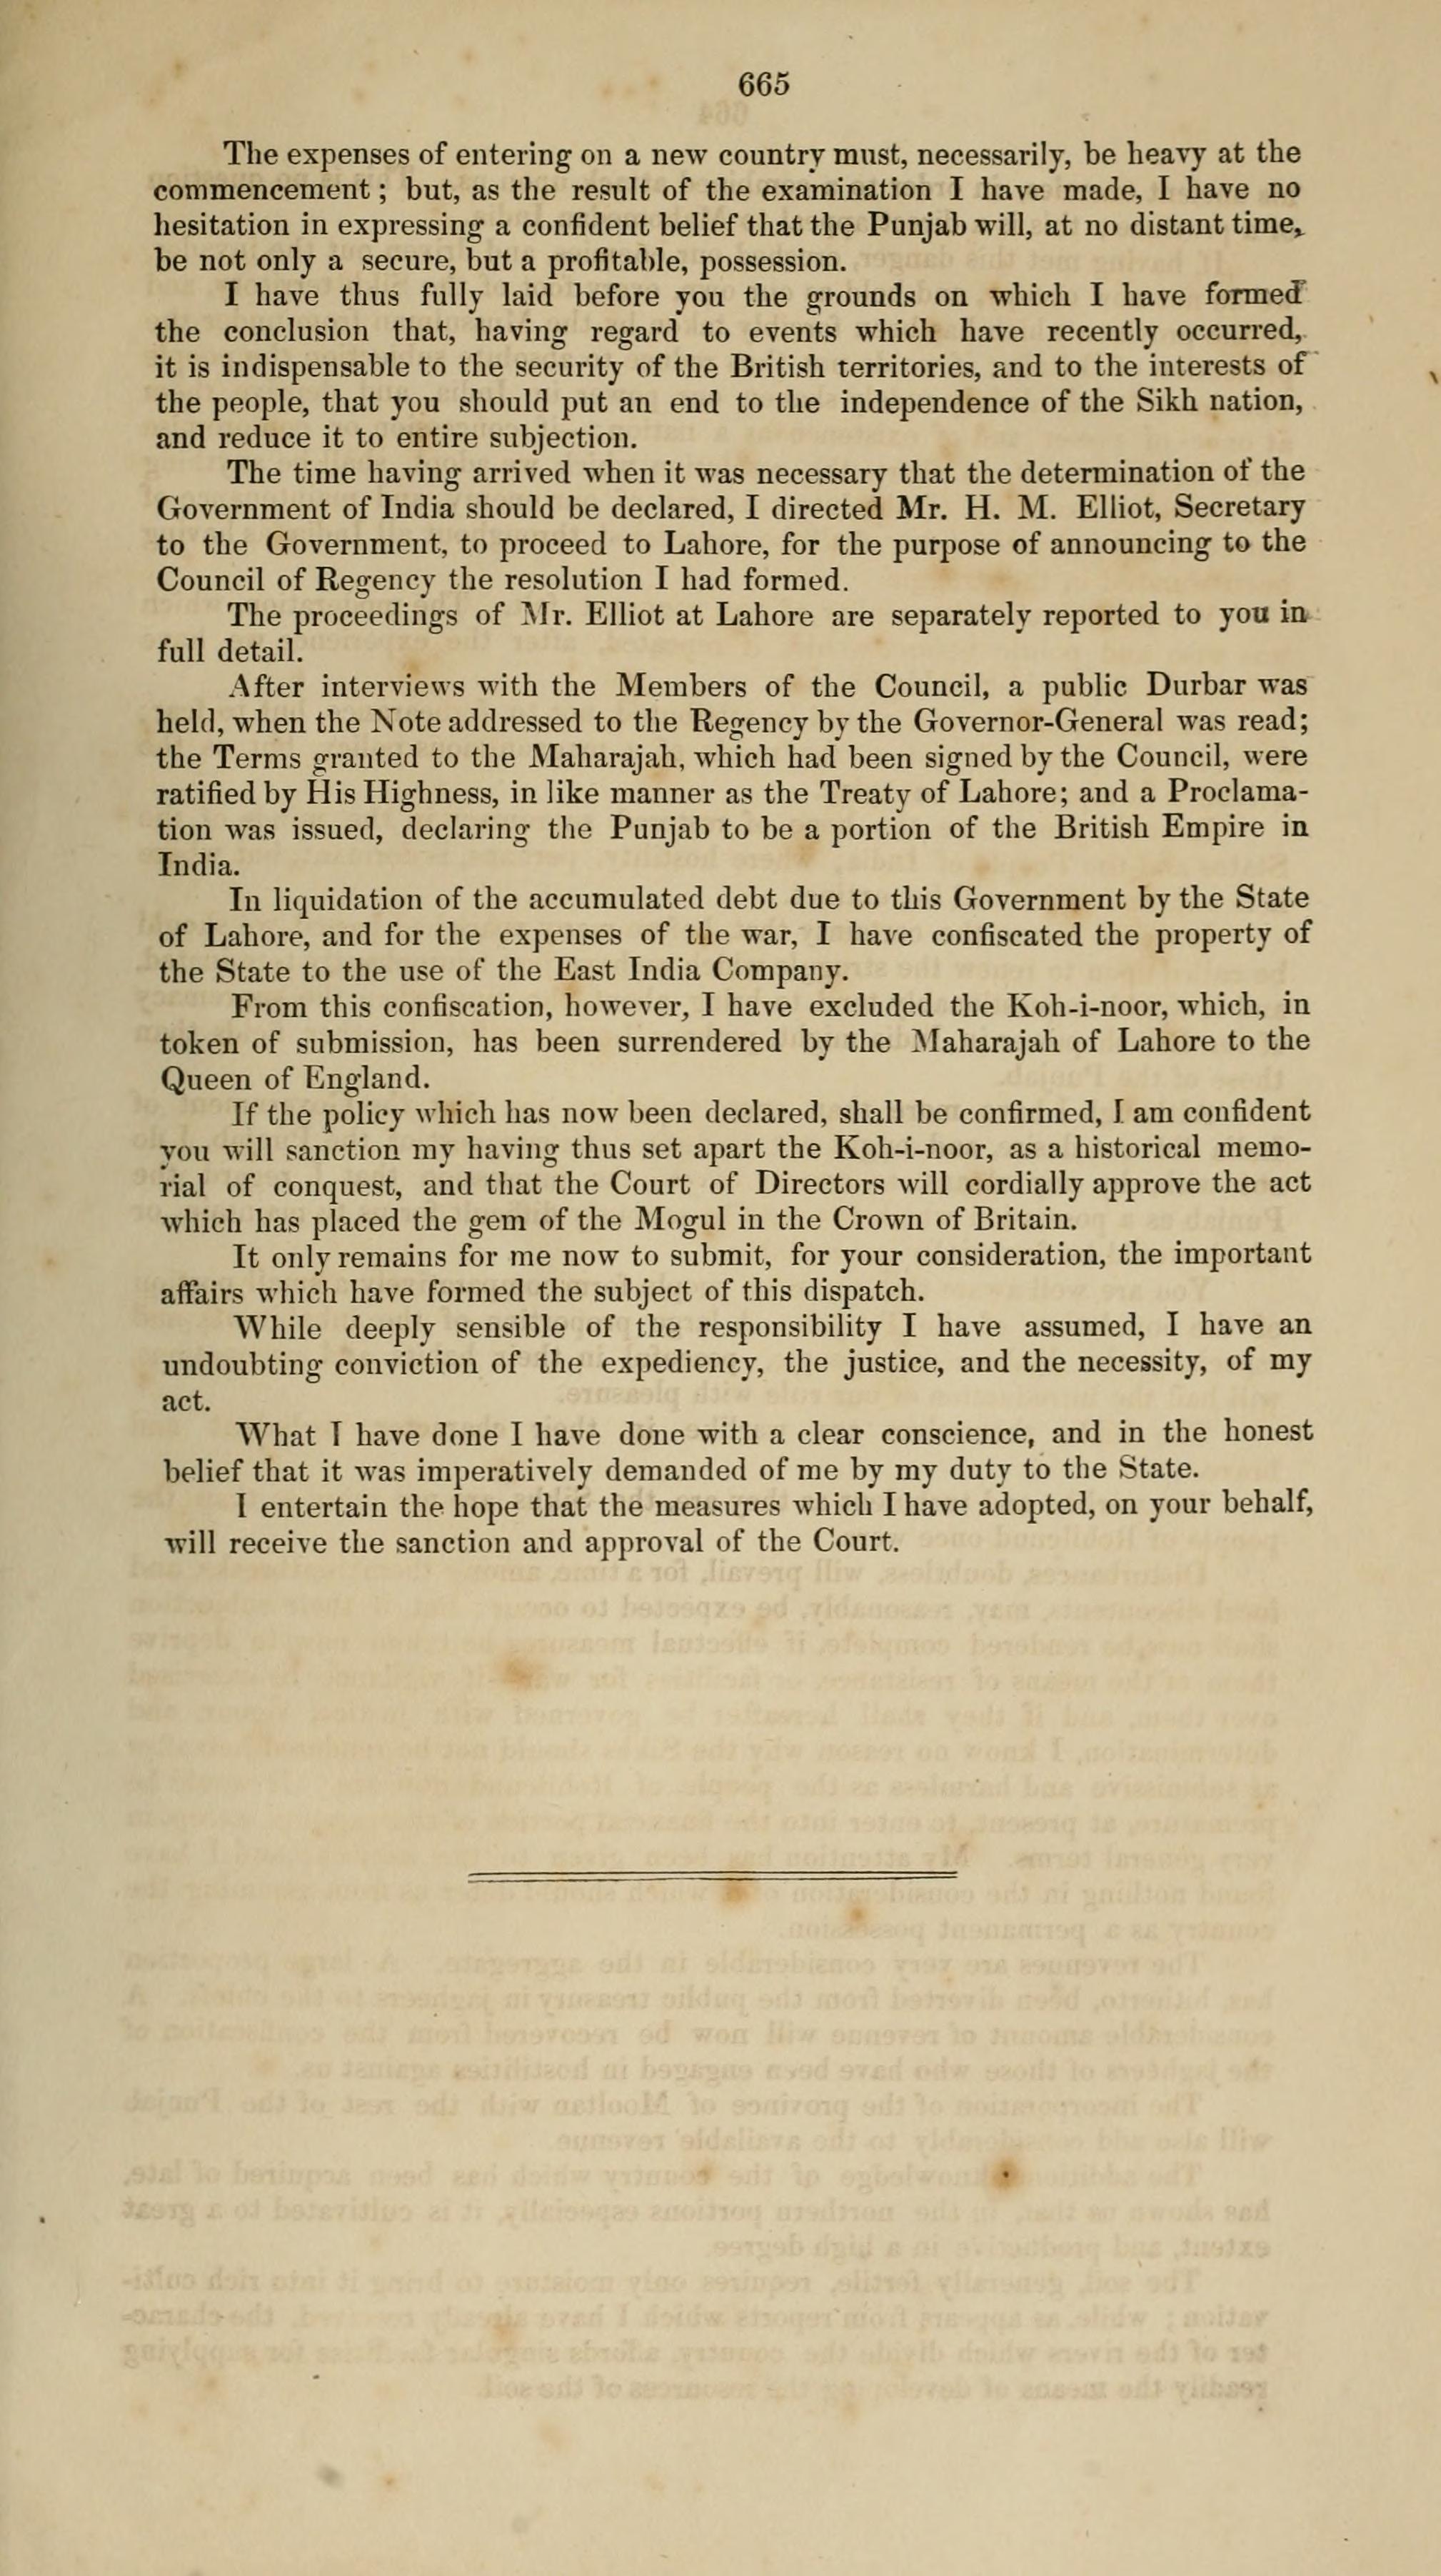 665
The expenses of entering on a new country must, necessarily, be heavy at the
commencement; but, as the result of the examination I have made, I have no
hesitation in expressing a confident belief that the Punjab will, at no distant time,
be not only a secure, but a profitable, possession.
I have thus fully laid before you the grounds on which I have formed
the conclusion that, having regard to events which have recently occurred,
it is indispensable to the security of the British territories, and to the interests of
the people, that you should put an end to the independence of the Sikh nation,
and reduce it to entire subjection.
The time having arrived when it was necessary that the determination of the
Government of India should be declared, I directed Mr. H. M. Elliot, Secretary
to the Government, to proceed to Lahore, for the purpose of announcing to the
Council of Regency the resolution I had formed.
The proceedings of Mr. Elliot at Lahore are separately reported to you in
full detail.
After interviews with the Members of the Council, a public Durbar was
held, when the Note addressed to the Regency by the Governor-General was read;
the Terms granted to the Maharajah, which had been signed by the Council, were
ratified by His Highness, in like manner as the Treaty of Lahore; and a Proclama-
tion was issued, declaring the Punjab to be a portion of the British Empire in
India.
In liquidation of the accumulated debt due to this Government by the State
of Lahore, and for the expenses of the war, I have confiscated the property of
the State to the use of the East India Company.
From this confiscation, however, I have excluded the Koh-i-noor, which, in
token of submission, has been surrendered by the Maharajah of Lahore to the
Queen of England.
If the policy which has now been declared, shall be confirmed, I am confident
you will sanction my having thus set apart the Koh-i-noor, as a historical memo-
rial of conquest, and that the Court of Directors will cordially approve the act
which has placed the gem of the Mogul in the Crown of Britain.
It only remains for me now to submit, for your consideration, the important
affairs which have formed the subject of this dispatch.
While deeply sensible of the responsibility I have assumed, I have an
undoubting conviction of the expediency, the justice, and the necessity, of my
act.
What I have done I have done with a clear conscience, and in the honest
belief that it was imperatively demanded of me by my duty to the State.
I entertain the hope that the measures which I have adopted, on your behalf,
will receive the sanction and approval of the Court.